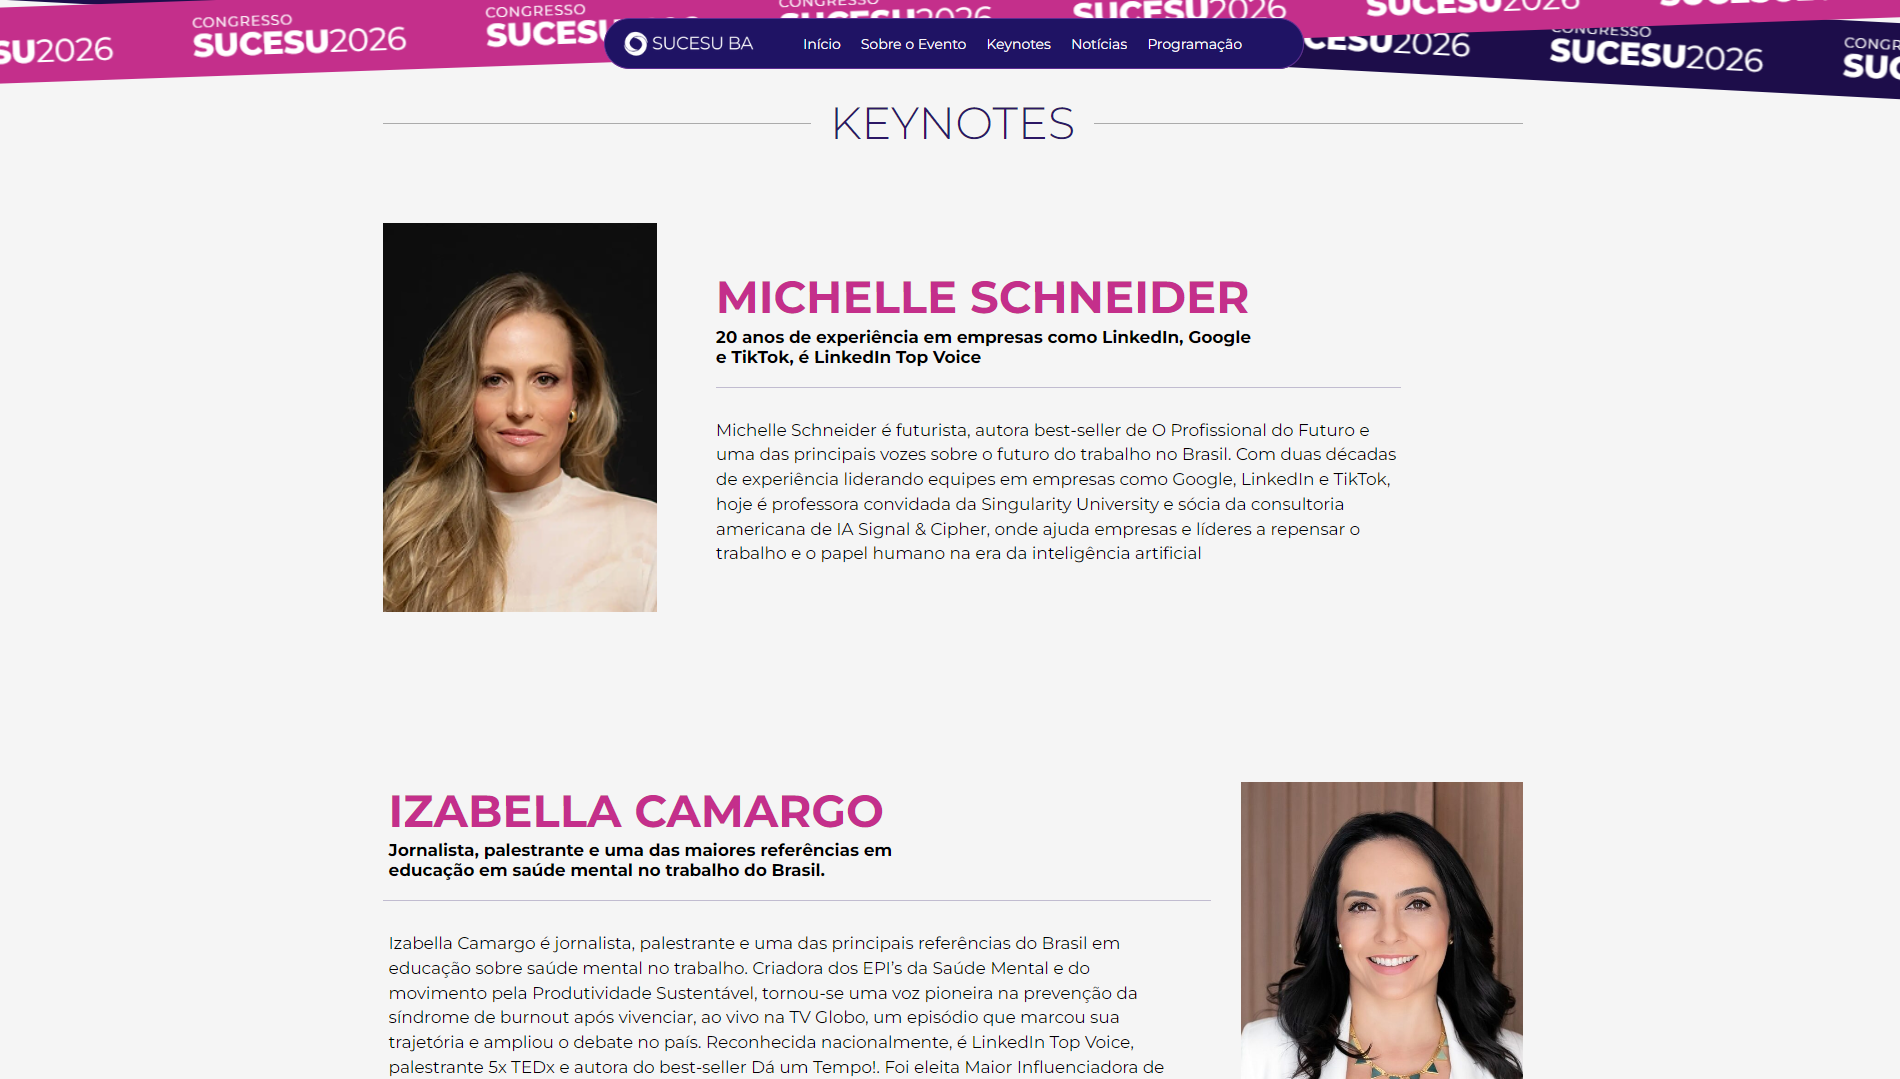 CONGRESSO
SUCESU2026
CONGRESSO
CONGRESSO
SUCESU2026
SUCESU2026
SU2026
SUCESU2026
CONGRESSO
SUCESU2026
SUCESU BA
Início
Sobre o Evento
Keynotes
Notícias
Programação
KEYNOTES
MICHELLE SCHNEIDER
20 anos de experiência em empresas como LinkedIn, Google
e TikTok, é LinkedIn Top Voice
Michelle Schneider é futurista, autora best-seller de O Profissional do Futuro e
uma das principais vozes sobre o futuro do trabalho no Brasil. Com duas décadas
de experiência liderando equipes em empresas como Google, LinkedIn e TikTok,
hoje é professora convidada da Singularity University e sócia da consultoria
americana de IA Signal & Cipher, onde ajuda empresas e líderes a repensar o
trabalho e o papel humano na era da inteligência artificial
IZABELLA CAMARGO
Jornalista, palestrante e uma das maiores referências em
educação em saúde mental no trabalho do Brasil.
Izabella Camargo é jornalista, palestrante e uma das principais referências do Brasil em
educação sobre saúde mental no trabalho. Criadora dos EPI’s da Saúde Mental e do
movimento pela Produtividade Sustentável, tornou-se uma voz pioneira na prevenção da
síndrome de burnout após vivenciar, ao vivo na TV Globo, um episódio que marcou sua
trajetória e ampliou o debate no país. Reconhecida nacionalmente, é LinkedIn Top Voice,
palestrante 5x TEDx e autora do best-seller Dá um Tempo!. Foi eleita Maior Influenciadora de